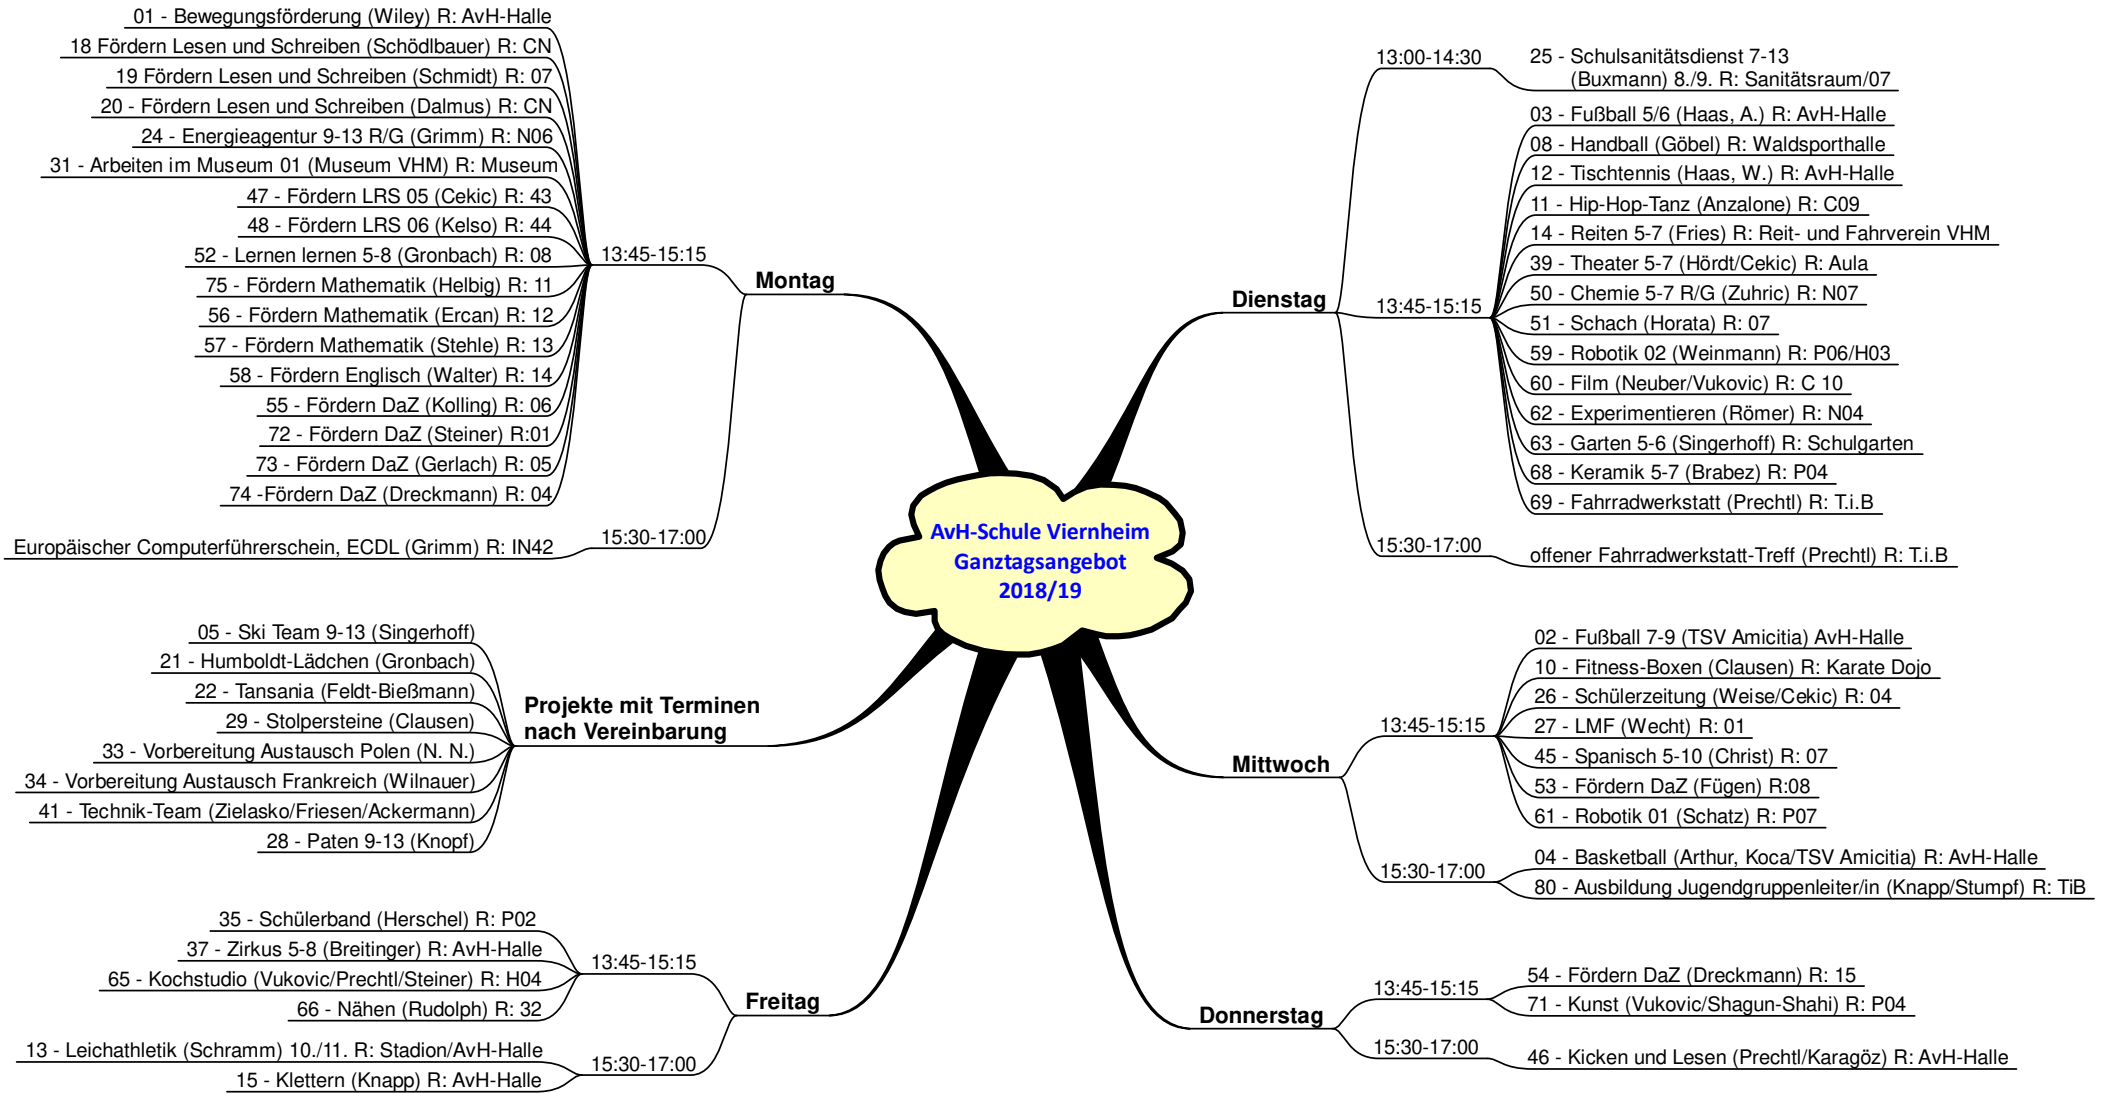 AvH-Schule Viernheim
Ganztagsangebot
2018/19
Montag
13:45-15:15
01 - Bewegungsförderung (Wiley) R: AvH-Halle
18 Fördern Lesen und Schreiben (Schödlbauer) R: CN
19 Fördern Lesen und Schreiben (Schmidt) R: 07
20 - Fördern Lesen und Schreiben (Dalmus) R: CN
24 - Energieagentur 9-13 R/G (Grimm) R: N06
31 - Arbeiten im Museum 01 (Museum VHM) R: Museum
47 - Fördern LRS 05 (Cekic) R: 43
48 - Fördern LRS 06 (Kelso) R: 44
52 - Lernen lernen 5-8 (Gronbach) R: 08
75 - Fördern Mathematik (Helbig) R: 11
56 - Fördern Mathematik (Ercan) R: 12
57 - Fördern Mathematik (Stehle) R: 13
58 - Fördern Englisch (Walter) R: 14
55 - Fördern DaZ (Kolling) R: 06
72 - Fördern DaZ (Steiner) R:01
73 - Fördern DaZ (Gerlach) R: 05
74 -Fördern DaZ (Dreckmann) R: 04
15:30-17:00
Europäischer Computerführerschein, ECDL (Grimm) R: IN42
Dienstag
13:00-14:30
25 - Schulsanitätsdienst 7-13
(Buxmann) 8./9. R: Sanitätsraum/07
13:45-15:15
03 - Fußball 5/6 (Haas, A.) R: AvH-Halle
08 - Handball (Göbel) R: Waldsporthalle
12 - Tischtennis (Haas, W.) R: AvH-Halle
11 - Hip-Hop-Tanz (Anzalone) R: C09
14 - Reiten 5-7 (Fries) R: Reit- und Fahrverein VHM
39 - Theater 5-7 (Hördt/Cekic) R: Aula
50 - Chemie 5-7 R/G (Zuhric) R: N07
51 - Schach (Horata) R: 07
59 - Robotik 02 (Weinmann) R: P06/H03
60 - Film (Neuber/Vukovic) R: C 10
62 - Experimentieren (Römer) R: N04
63 - Garten 5-6 (Singerhoff) R: Schulgarten
68 - Keramik 5-7 (Brabez) R: P04
69 - Fahrradwerkstatt (Prechtl) R: T.i.B
15:30-17:00
offener Fahrradwerkstatt-Treff (Prechtl) R: T.i.B
Mittwoch
13:45-15:15
02 - Fußball 7-9 (TSV Amicitia) AvH-Halle
10 - Fitness-Boxen (Clausen) R: Karate Dojo
26 - Schülerzeitung (Weise/Cekic) R: 04
27 - LMF (Wecht) R: 01
45 - Spanisch 5-10 (Christ) R: 07
53 - Fördern DaZ (Fügen) R:08
61 - Robotik 01 (Schatz) R: P07
15:30-17:00
04 - Basketball (Arthur, Koca/TSV Amicitia) R: AvH-Halle
80 - Ausbildung Jugendgruppenleiter/in (Knapp/Stumpf) R: TiB
Donnerstag
13:45-15:15
54 - Fördern DaZ (Dreckmann) R: 15
71 - Kunst (Vukovic/Shagun-Shahi) R: P04
15:30-17:00
46 - Kicken und Lesen (Prechtl/Karagöz) R: AvH-Halle
Freitag
13:45-15:15
35 - Schülerband (Herschel) R: P02
37 - Zirkus 5-8 (Breitinger) R: AvH-Halle
65 - Kochstudio (Vukovic/Prechtl/Steiner) R: H04
66 - Nähen (Rudolph) R: 32
15:30-17:00
13 - Leichathletik (Schramm) 10./11. R: Stadion/AvH-Halle
15 - Klettern (Knapp) R: AvH-Halle
Projekte mit Terminen
nach Vereinbarung
05 - Ski Team 9-13 (Singerhoff)
21 - Humboldt-Lädchen (Gronbach)
22 - Tansania (Feldt-Bießmann)
29 - Stolpersteine (Clausen)
33 - Vorbereitung Austausch Polen (N. N.)
34 - Vorbereitung Austausch Frankreich (Wilnauer)
41 - Technik-Team (Zielasko/Friesen/Ackermann)
28 - Paten 9-13 (Knopf)